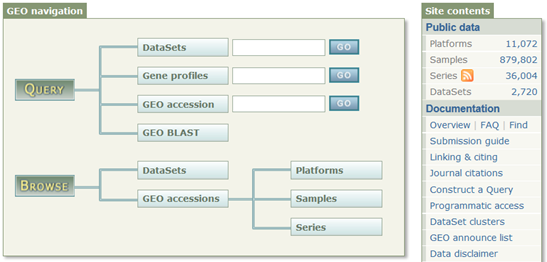 GEO navigation
QUERY
DataSets
GO
Gene profiles
GO
GEO accession
GO
GEO BLAST
BROWSE
DataSets
GEO accessions
Platforms
Samples
Series
Site contents
Public data
Platforms 11,072
Samples 879,802
Series 36,004
DataSets 2,720
Documentation
Overview | FAQ | Find
Submission guide
Linking & citing
Journal citations
Construct a Query
Programmatic access
DataSet clusters
GEO announce list
Data disclaimer